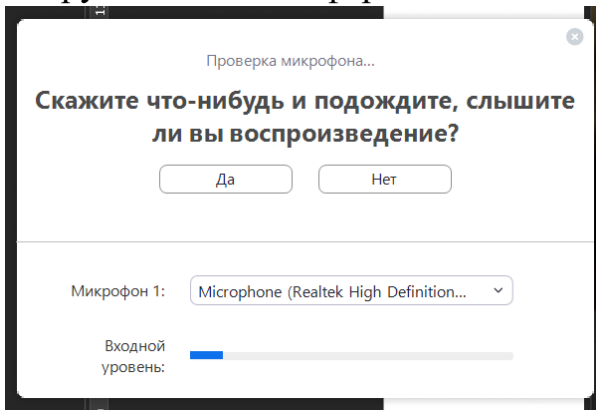 Проверка микрофона...
Скажите что-нибудь и подождите, слышите
ли вы воспроизведение?
Да
Нет
Микрофон 1:
Microphone (Realtek High Definition...
Входной
уровень: